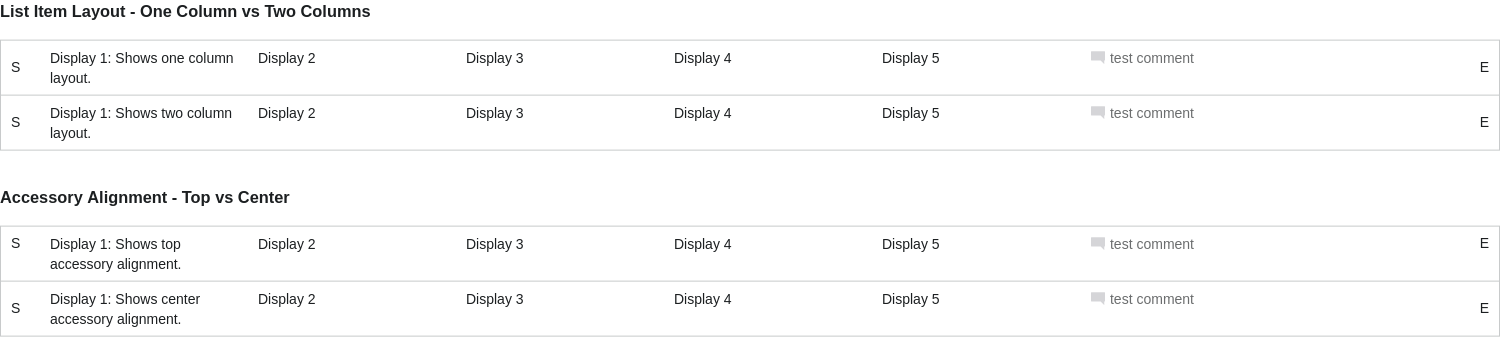 List Item Layout - One Column vs Two Columns
S Display 1: Shows one column layout. Display 2 Display 3 Display 4 Display 5 test comment E
S Display 1: Shows two column layout. Display 2 Display 3 Display 4 Display 5 test comment E
Accessory Alignment - Top vs Center
S Display 1: Shows top accessory alignment. Display 2 Display 3 Display 4 Display 5 test comment E
S Display 1: Shows center accessory alignment. Display 2 Display 3 Display 4 Display 5 test comment E